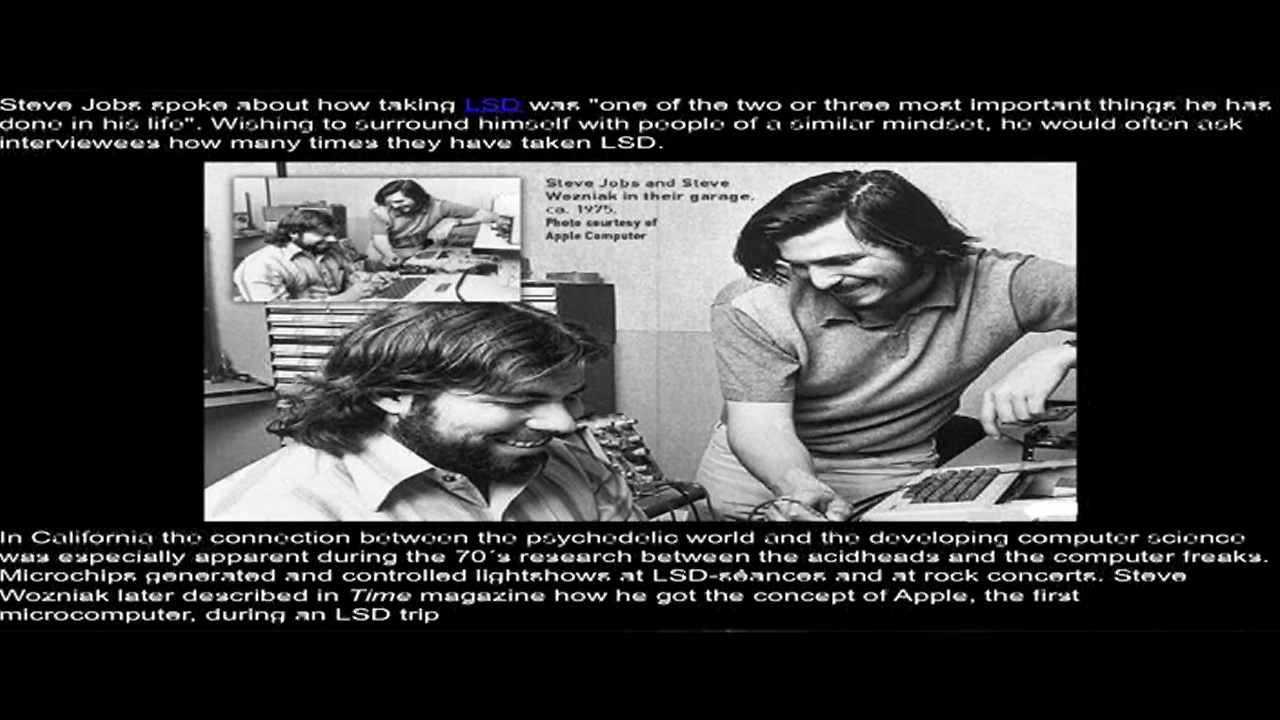 Steve Jobs spoke about how taking LSD was "one of the two or three most important things he has
done in his life". Wishing to surround himself with people of a similar mindset, he would often ask
interviewees how many times they have taken LSD.
Steve Jobs and Steve
Wozniak in their garage,
ca. 1975.
Photo courtesy of
Apple Computer
In California the connection between the psychedelic world and the developing computer science
was especially apparent during the 70´s research between the acidheads and the computer freaks.
Microchips generated and controlled lightshows at LSD-séances and at rock concerts. Steve
Wozniak later described in Time magazine how he got the concept of Apple, the first
microcomputer, during an LSD trip